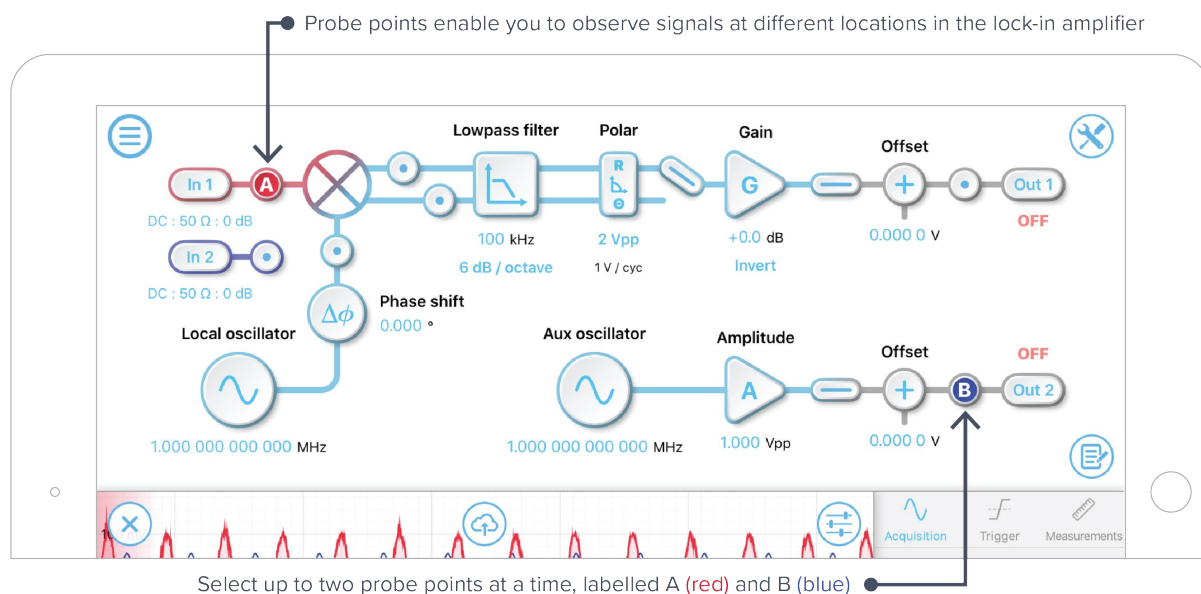 Probe points enable you to observe signals at different locations in the lock-in amplifier
Lowpass filter
Polar
Gain
Offset
In 1
A
R
Θ
G
Out 1
DC : 50 Ω : 0 dB
100 kHz
2 Vpp
+0.0 dB
0.000 0 V
OFF
In 2
6 dB / octave
1 V / cyc
Invert
DC : 50 Ω : 0 dB
Phase shift
Δϕ
0.000 °
Local oscillator
Aux oscillator
Amplitude
Offset
OFF
A
B
Out 2
1.000 000 000 000 MHz
1.000 000 000 000 MHz
1.000 Vpp
0.000 0 V
Acquisition
Trigger
Measurements
Select up to two probe points at a time, labelled A (red) and B (blue)